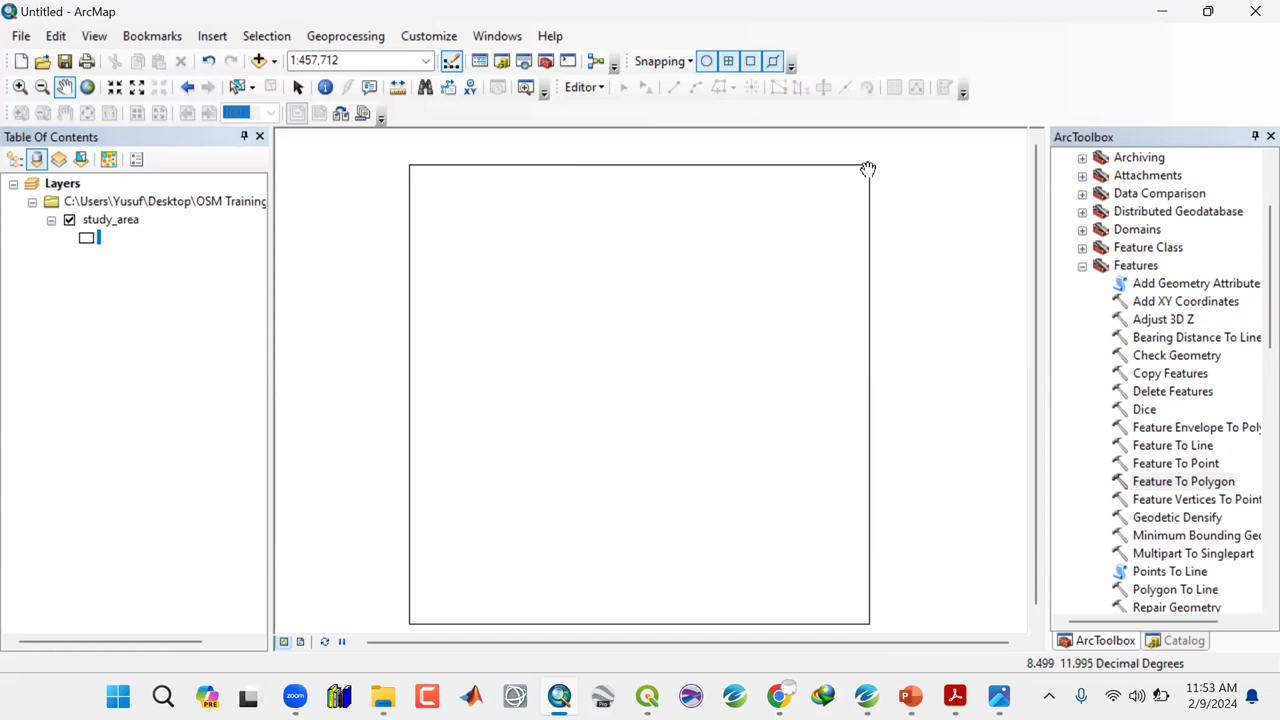 Untitled - ArcMap
File Edit View Bookmarks Insert Selection Geoprocessing Customize Windows Help
1:457,712
Snapping
Editor
Table Of Contents
ArcToolbox
Layers
C:\Users\Yusuf\Desktop\OSM Training
study_area
Archiving
Attachments
Data Comparison
Distributed Geodatabase
Domains
Feature Class
Features
Add Geometry Attribute
Add XY Coordinates
Adjust 3D Z
Bearing Distance To Line
Check Geometry
Copy Features
Delete Features
Dice
Feature Envelope To Pol
Feature To Line
Feature To Point
Feature To Polygon
Feature Vertices To Point
Geodetic Densify
Minimum Bounding Geo
Multipart To Singlepart
Points To Line
Polygon To Line
Repair Geometry
ArcToolbox Catalog
8.499 11.995 Decimal Degrees
PRE
zoom
Pro
11:53 AM
2/9/2024